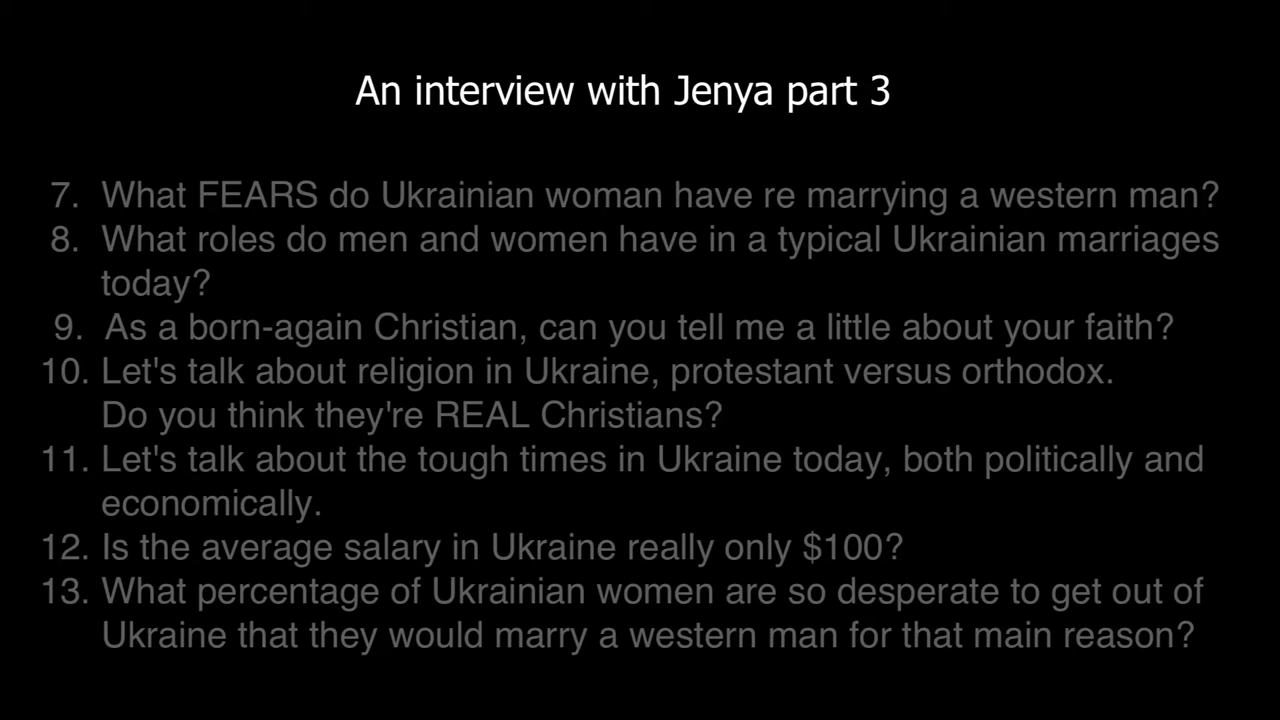 An interview with Jenya part 3
7. What FEARS do Ukrainian woman have re marrying a western man?
8. What roles do men and women have in a typical Ukrainian marriages
today?
9. As a born-again Christian, can you tell me a little about your faith?
10. Let's talk about religion in Ukraine, protestant versus orthodox.
Do you think they're REAL Christians?
11. Let's talk about the tough times in Ukraine today, both politically and
economically.
12. Is the average salary in Ukraine really only $100?
13. What percentage of Ukrainian women are so desperate to get out of
Ukraine that they would marry a western man for that main reason?